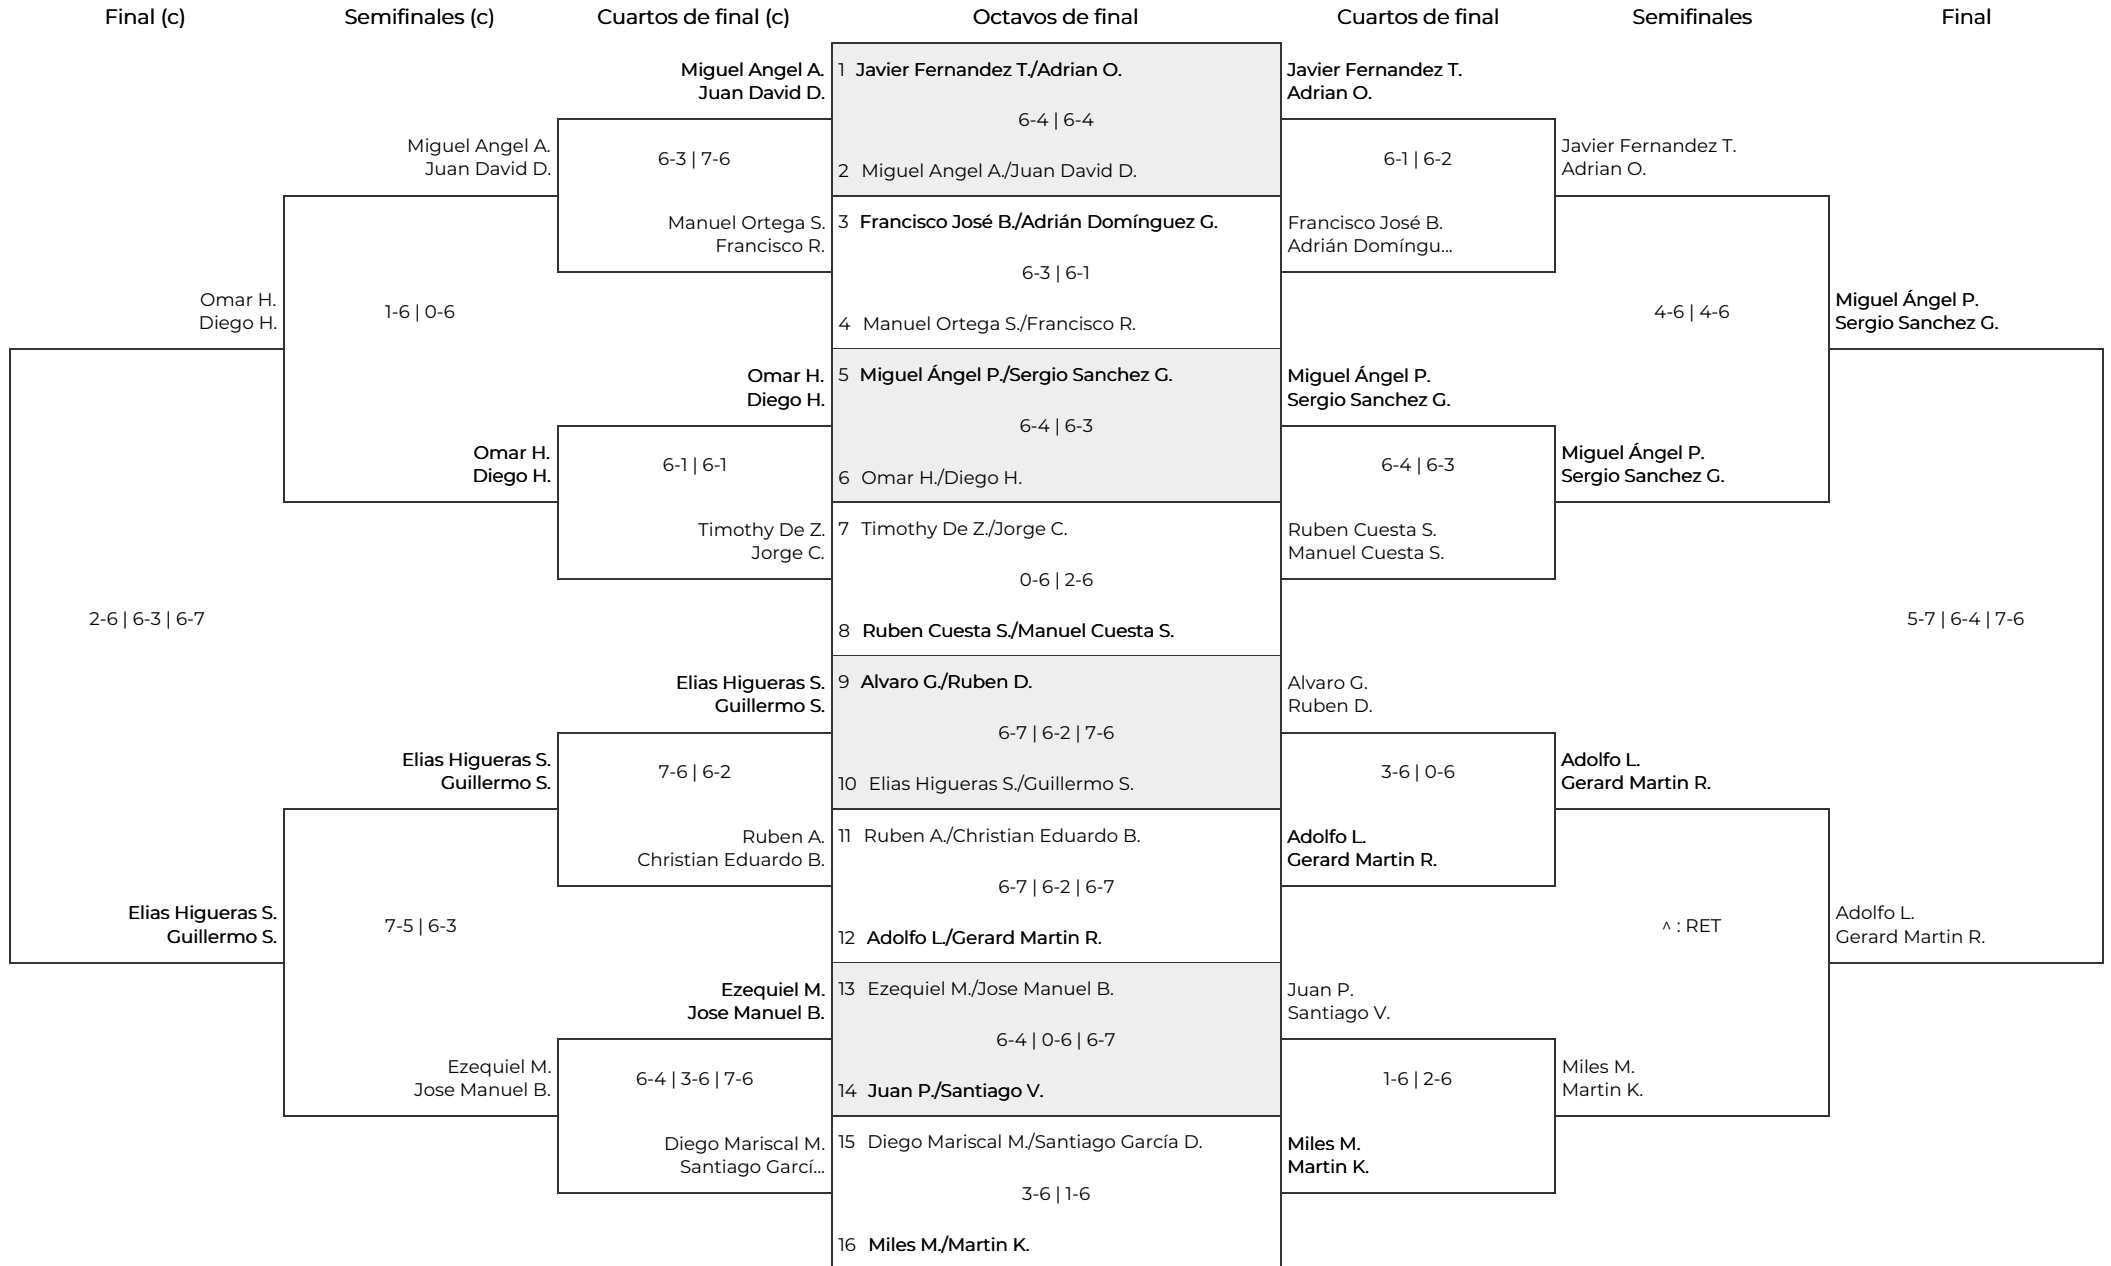 Final (c)
Semifinales (c)
Cuartos de final (c)
Octavos de final
Cuartos de final
Semifinales
Final
Omar H.
Diego H.
2-6 | 6-3 | 6-7
Elias Higueras S.
Guillermo S.
Miguel Angel A.
Juan David D.
1-6 | 0-6
Omar H.
Diego H.
Elias Higueras S.
Guillermo S.
7-5 | 6-3
Ezequiel M.
Jose Manuel B.
Miguel Angel A.
Juan David D.
6-3 | 7-6
Manuel Ortega S.
Francisco R.
Omar H.
Diego H.
6-1 | 6-1
Timothy De Z.
Jorge C.
Elias Higueras S.
Guillermo S.
7-6 | 6-2
Ruben A.
Christian Eduardo B.
Ezequiel M.
Jose Manuel B.
6-4 | 3-6 | 7-6
Diego Mariscal M.
Santiago Garcí...
1 Javier Fernandez T./Adrian O.
6-4 | 6-4
2 Miguel Angel A./Juan David D.
3 Francisco José B./Adrián Domínguez G.
6-3 | 6-1
4 Manuel Ortega S./Francisco R.
5 Miguel Ángel P./Sergio Sanchez G.
6-4 | 6-3
6 Omar H./Diego H.
7 Timothy De Z./Jorge C.
0-6 | 2-6
8 Ruben Cuesta S./Manuel Cuesta S.
9 Alvaro G./Ruben D.
6-7 | 6-2 | 7-6
10 Elias Higueras S./Guillermo S.
11 Ruben A./Christian Eduardo B.
6-7 | 6-2 | 6-7
12 Adolfo L./Gerard Martin R.
13 Ezequiel M./Jose Manuel B.
6-4 | 0-6 | 6-7
14 Juan P./Santiago V.
15 Diego Mariscal M./Santiago García D.
3-6 | 1-6
16 Miles M./Martin K.
Javier Fernandez T.
Adrian O.
6-1 | 6-2
Francisco José B.
Adrián Domíngu...
Miguel Ángel P.
Sergio Sanchez G.
6-4 | 6-3
Ruben Cuesta S.
Manuel Cuesta S.
Alvaro G.
Ruben D.
3-6 | 0-6
Adolfo L.
Gerard Martin R.
Juan P.
Santiago V.
1-6 | 2-6
Miles M.
Martin K.
Javier Fernandez T.
Adrian O.
4-6 | 4-6
Miguel Ángel P.
Sergio Sanchez G.
Adolfo L.
Gerard Martin R.
^ : RET
Miles M.
Martin K.
Miguel Ángel P.
Sergio Sanchez G.
5-7 | 6-4 | 7-6
Adolfo L.
Gerard Martin R.